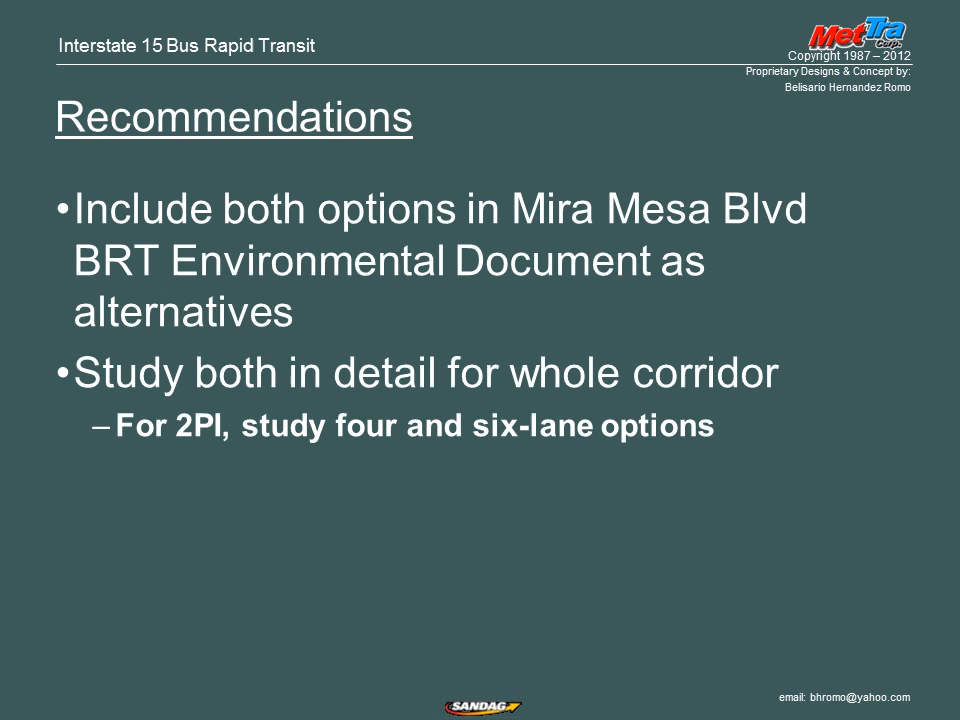 Interstate 15 Bus Rapid Transit
MetTra
Corp.
Copyright 1987 – 2012
Proprietary Designs & Concept by:
Belisario Hernandez Romo
Recommendations
•Include both options in Mira Mesa Blvd
BRT Environmental Document as
alternatives
•Study both in detail for whole corridor
–For 2PI, study four and six-lane options
SANDAG
email: bhromo@yahoo.com